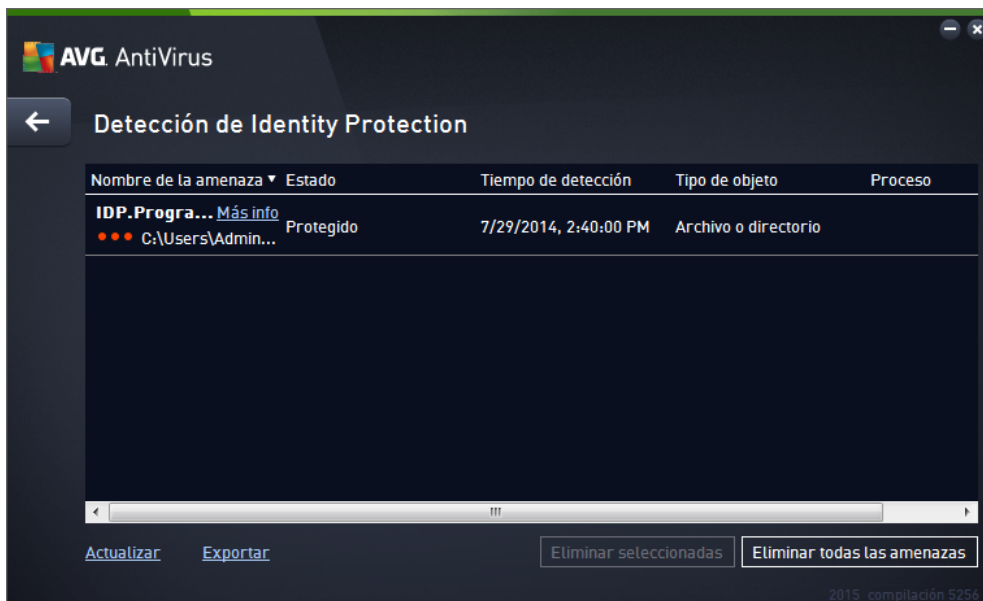 AVG. AntiVirus
Detección de Identity Protection
Nombre de la amenaza Estado Tiempo de detección Tipo de objeto Proceso
IDP.Progra... Más info
Protegido 7/29/2014, 2:40:00 PM Archivo o directorio
C:\Users\Admin...
Actualizar Exportar Eliminar seleccionadas Eliminar todas las amenazas
2015 compilación 5256